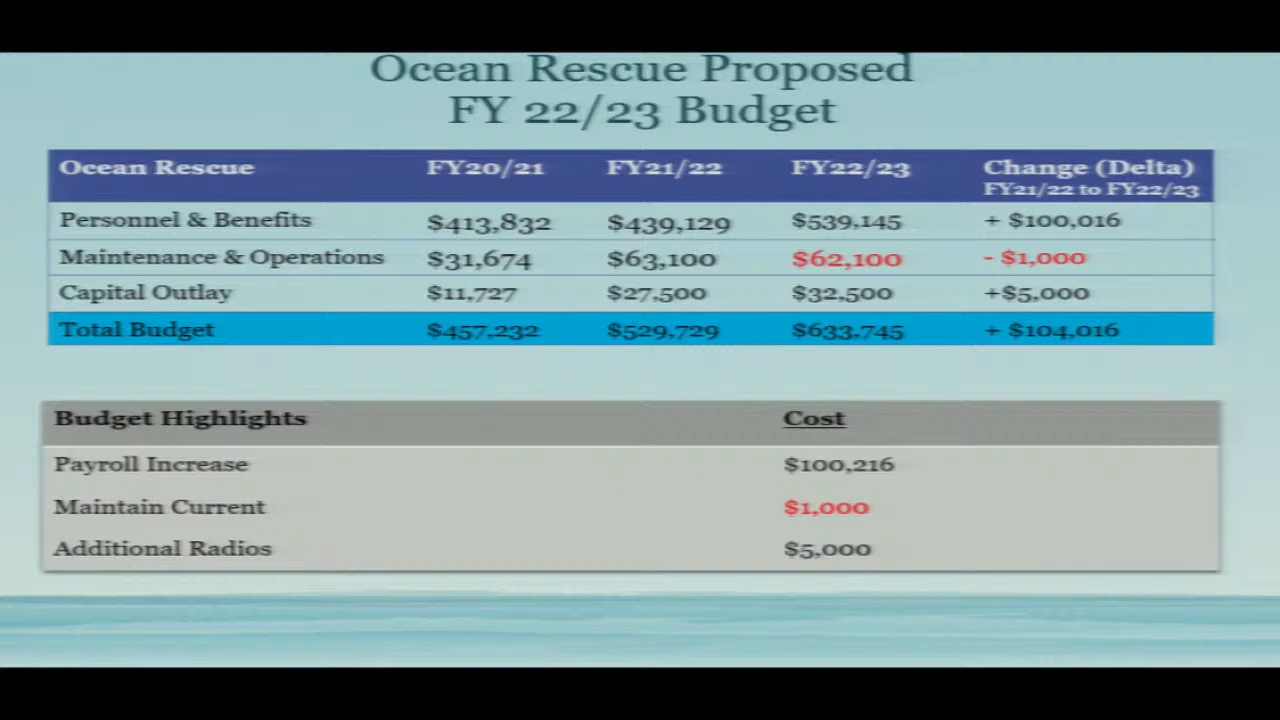 Ocean Rescue Proposed
FY 22/23 Budget
Ocean Rescue FY20/21 FY21/22 FY22/23 Change (Delta)
FY21/22 to FY22/23
Personnel & Benefits $413,832 $439,129 $539,145 + $100,016
Maintenance & Operations $31,674 $63,100 $62,100 - $1,000
Capital Outlay $11,727 $27,500 $32,500 +$5,000
Total Budget $457,232 $529,729 $633,745 + $104,016
Budget Highlights Cost
Payroll Increase $100,216
Maintain Current $1,000
Additional Radios $5,000